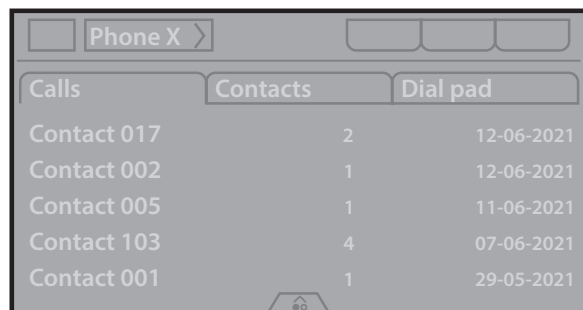 Phone X
Calls Contacts Dial pad
Contact 017 2 12-06-2021
Contact 002 1 12-06-2021
Contact 005 1 11-06-2021
Contact 103 4 07-06-2021
Contact 001 1 29-05-2021